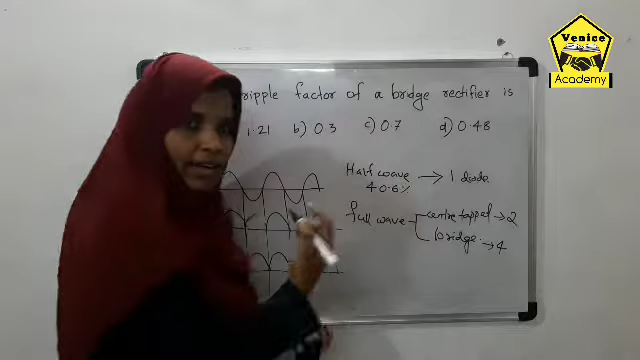 Venice
Academy
ripple factor of a bridge rectifier is
1.21 b) 0.3 c) 0.7 d) 0.48
Half wave → 1 diode
40.6%
full wave centre tapped → 2
bridge → 4